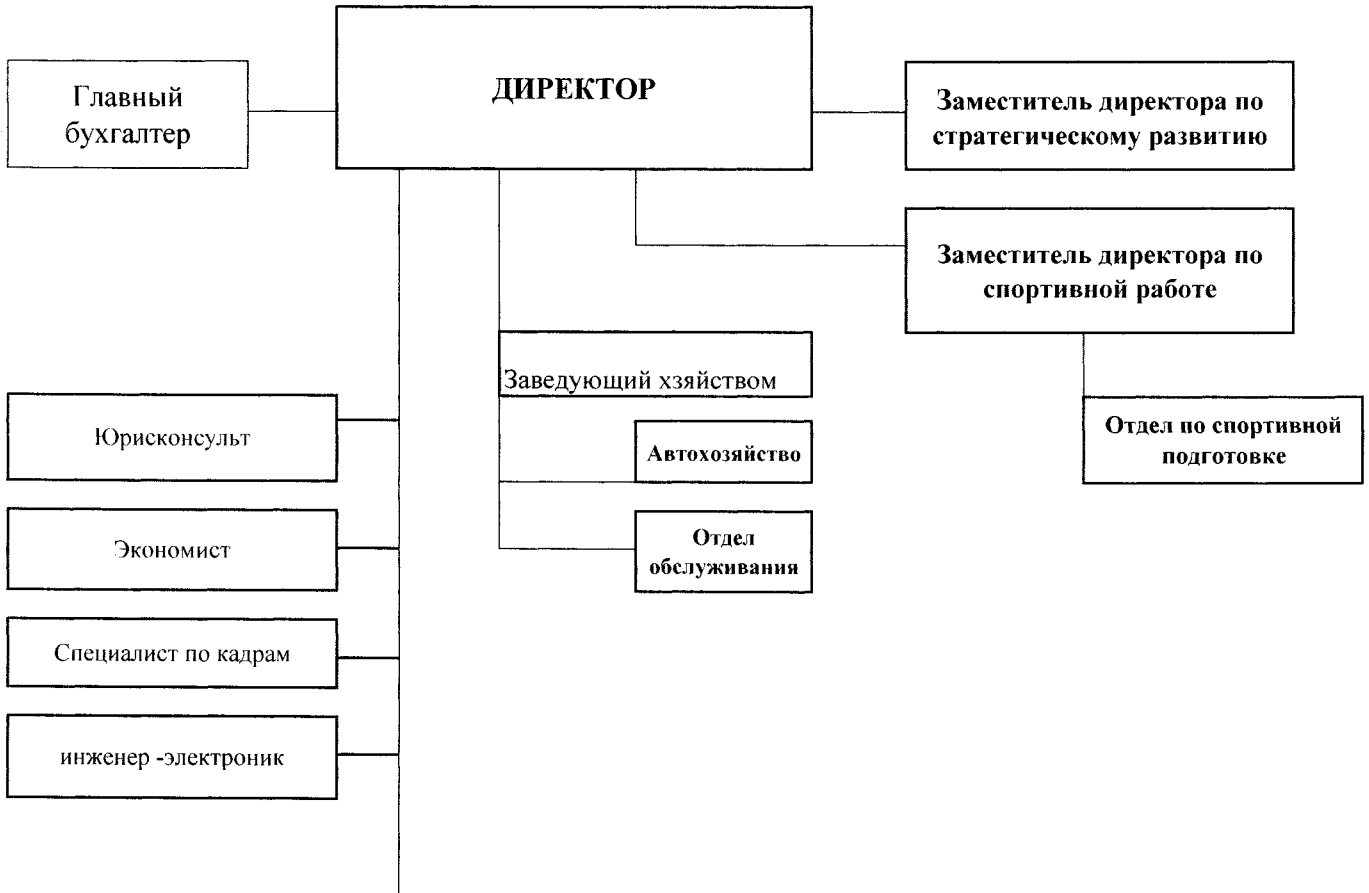 ДИРЕКТОР
Главный
бухгалтер
Заместитель директора по
стратегическому развитию
Заместитель директора по
спортивной работе
Заведующий хзяйством
Юрисконсульт
Автохозяйство
Отдел по спортивной
подготовке
Экономист
Отдел
обслуживания
Специалист по кадрам
инженер -электроник